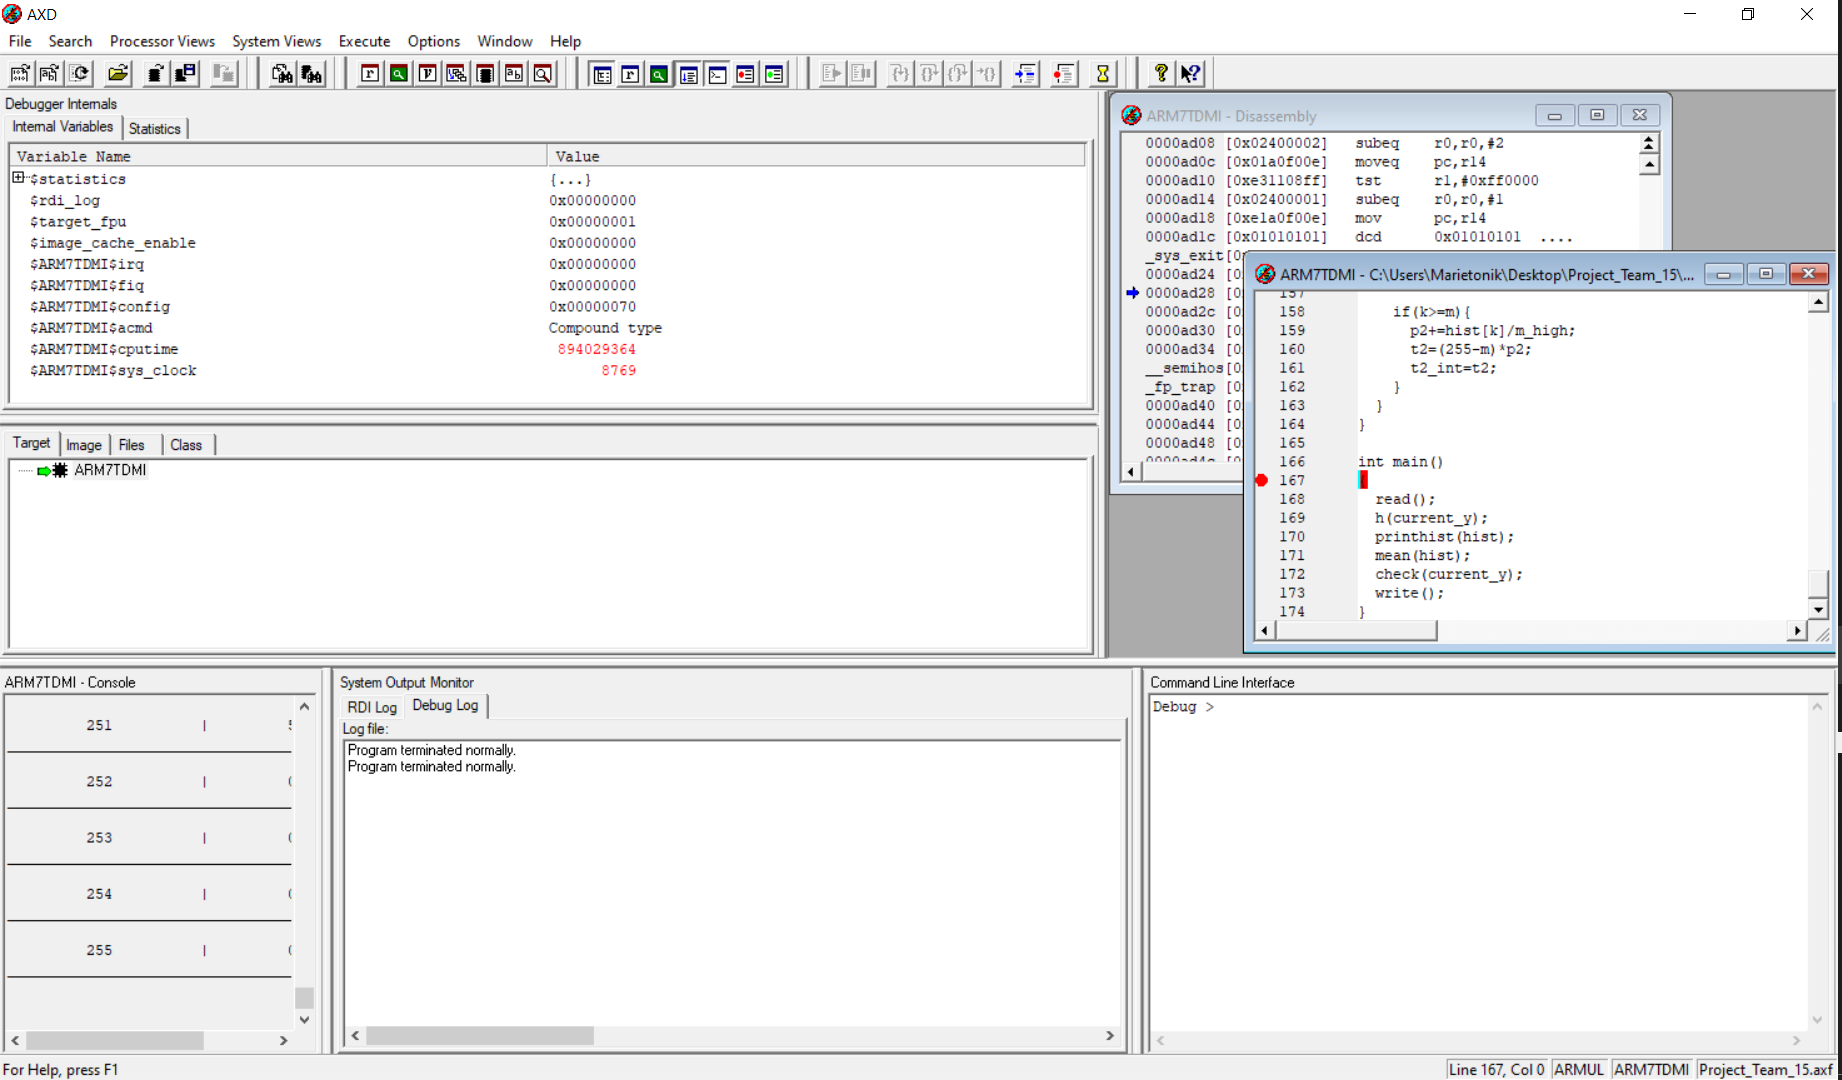 AXD
File Search Processor Views System Views Execute Options Window Help
Debugger Internals
Internal Variables Statistics
Variable Name Value
$statistics {...}
$rdi_log 0x00000000
$target_fpu 0x00000001
$image_cache_enable 0x00000000
$ARM7TDMI$irq 0x00000000
$ARM7TDMI$fiq 0x00000000
$ARM7TDMI$config 0x00000070
$ARM7TDMI$acmd Compound type
$ARM7TDMI$cputime 894029364
$ARM7TDMI$sys_clock 8769
Target Image Files Class
ARM7TDMI
ARM7TDMI - Disassembly
0000ad08 [0x02400002] subeq r0,r0,#2
0000ad0c [0x01a0f00e] moveq pc,r14
0000ad10 [0xe31108ff] tst r1,#0xff0000
0000ad14 [0x02400001] subeq r0,r0,#1
0000ad18 [0xe1a0f00e] mov pc,r14
0000ad1c [0x01010101] dcd 0x01010101 ....
_sys_exit[0
0000ad24 [0
0000ad28 [0
0000ad2c [0
0000ad30 [0
0000ad34 [0
__semihos[0
_fp_trap [0
0000ad40 [0
0000ad44 [0
0000ad48 [0
0000ad4c [0
ARM7TDMI - C:\Users\Marietonik\Desktop\Project_Team_15\...
157
158 if(k>=m){
159 p2+=hist[k]/m_high;
160 t2=(255-m)*p2;
161 t2_int=t2;
162 }
163 }
164 }
165
166 int main()
167 {
168 read();
169 h(current_y);
170 printhist(hist);
171 mean(hist);
172 check(current_y);
173 write();
174 }
ARM7TDMI - Console
251 |
252 |
253 |
254 |
255 |
System Output Monitor
RDI Log Debug Log
Log file:
Program terminated normally.
Program terminated normally.
Command Line Interface
Debug >
For Help, press F1
Line 167, Col 0 ARMUL ARM7TDMI Project_Team_15.axf